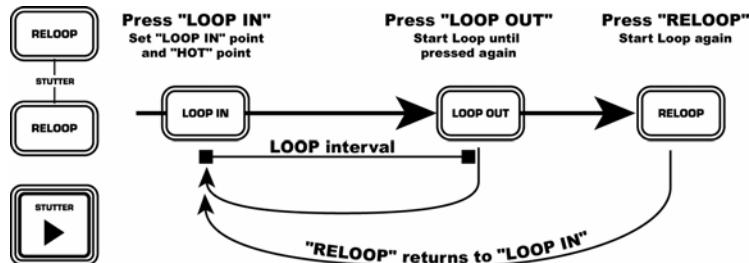 RELOOP
STUTTER
RELOOP
STUTTER
Press "LOOP IN"
Set "LOOP IN" point
and "HOT" point
Press "LOOP OUT"
Start Loop until
pressed again
Press "RELOOP"
Start Loop again
LOOP IN
LOOP OUT
RELOOP
LOOP interval
"RELOOP" returns to "LOOP IN"